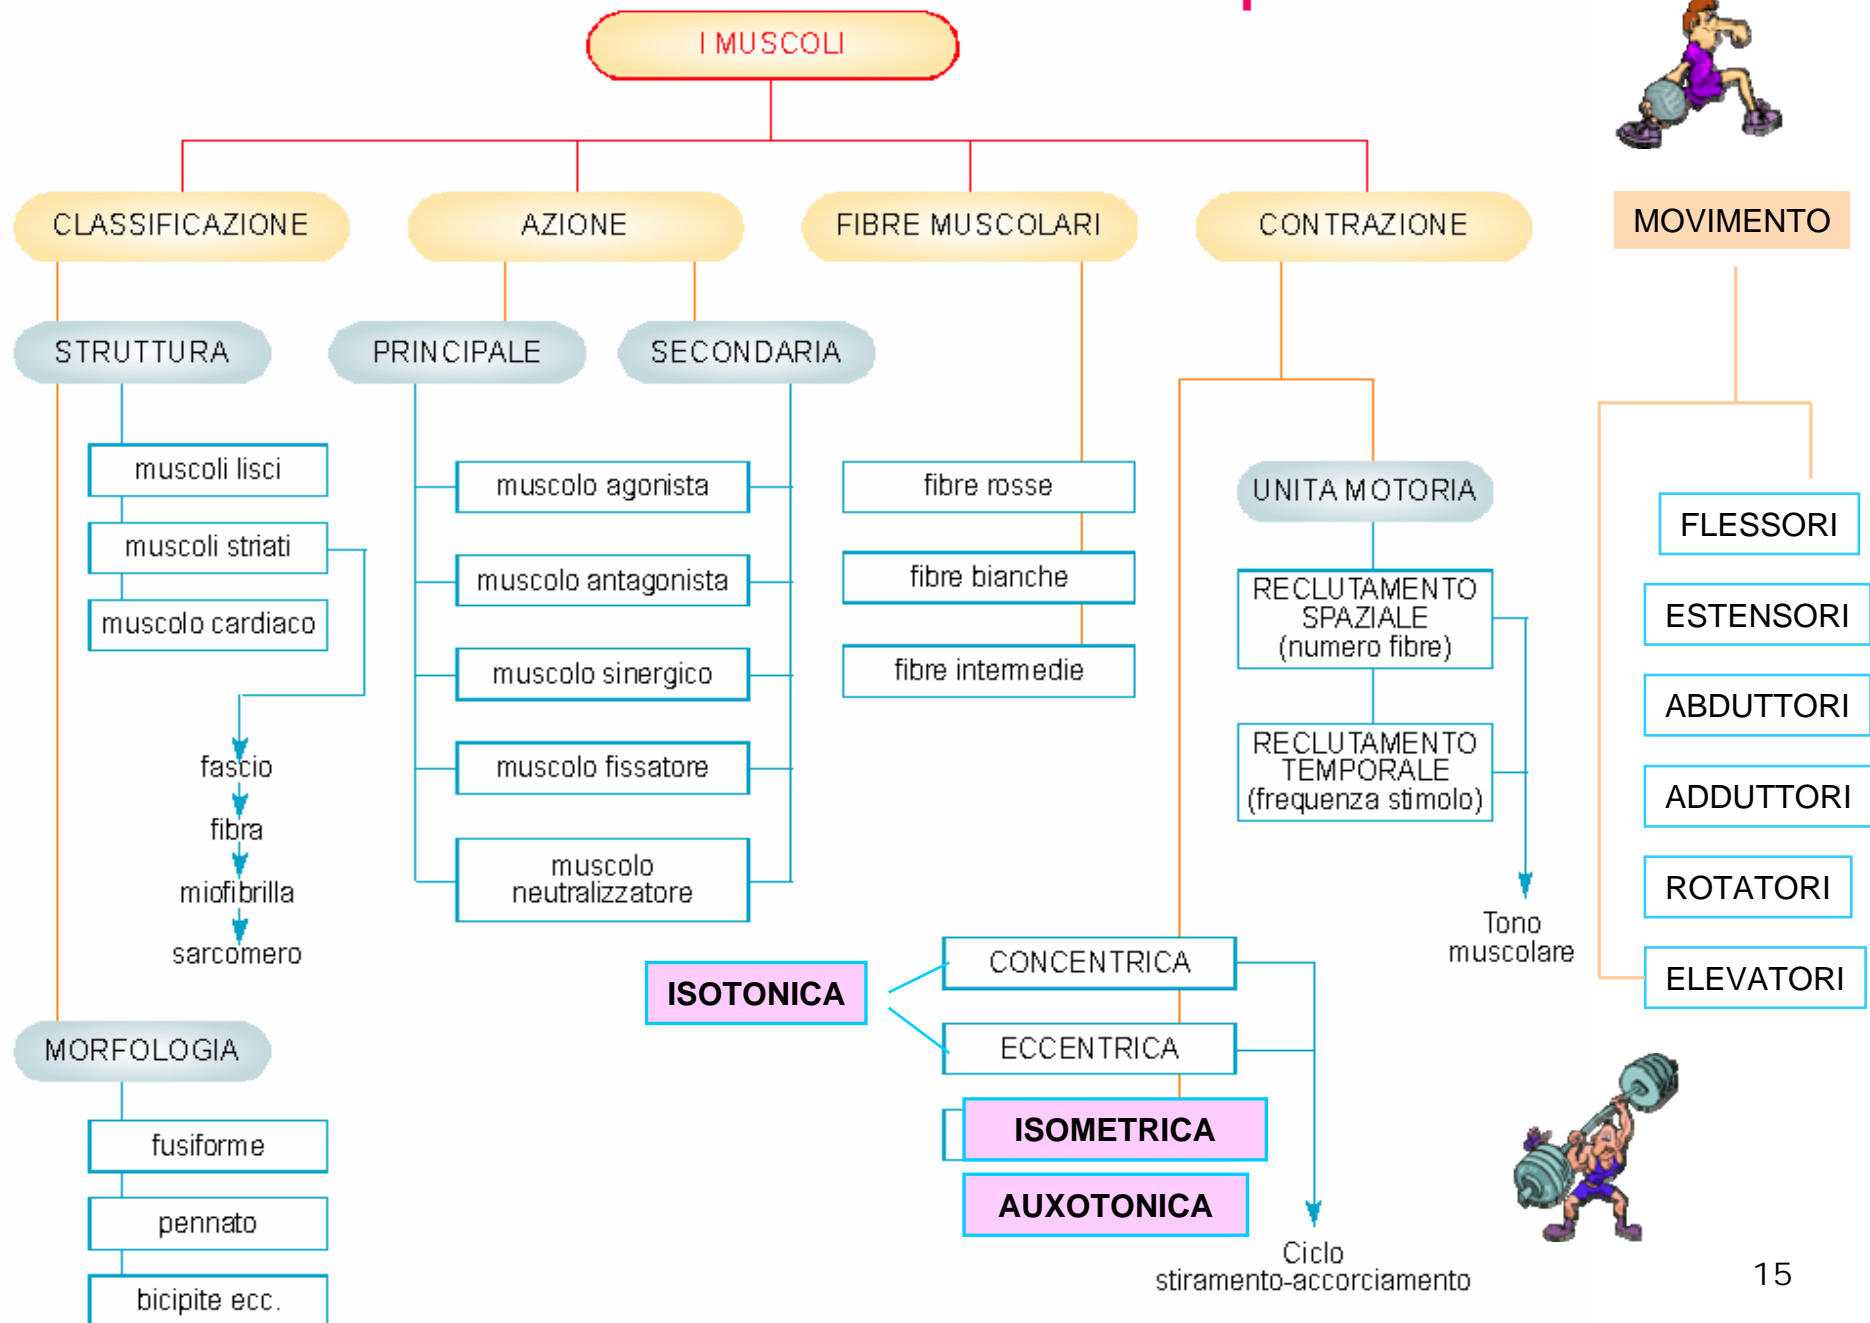 I MUSCOLI
CLASSIFICAZIONE
AZIONE
FIBRE MUSCOLARI
CONTRAZIONE
MOVIMENTO
STRUTTURA
PRINCIPALE
SECONDARIA
muscoli lisci
muscoli striati
muscolo cardiaco
fascio
fibra
miofibrilla
sarcomero
MORFOLOGIA
fusiforme
pennato
bicipite ecc.
muscolo agonista
muscolo antagonista
muscolo sinergico
muscolo fissatore
muscolo
neutralizzatore
fibre rosse
fibre bianche
fibre intermedie
UNITA MOTORIA
RECLUTAMENTO
SPAZIALE
(numero fibre)
RECLUTAMENTO
TEMPORALE
(frequenza stimolo)
Tono
muscolare
ISOTONICA
CONCENTRICA
ECCENTRICA
ISOMETRICA
AUXOTONICA
Ciclo
stiramento-accorciamento
FLESSORI
ESTENSORI
ABDUTTORI
ADDUTTORI
ROTATORI
ELEVATORI
15